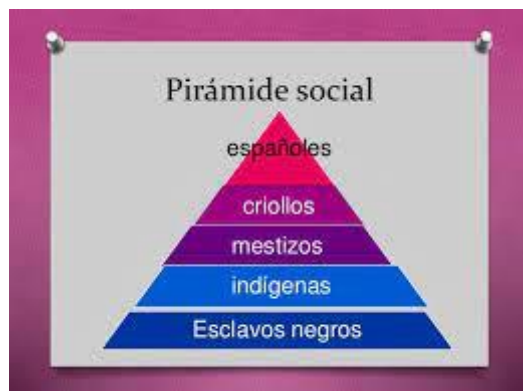 Pirámide social
españoles
criollos
mestizos
indígenas
Esclavos negros